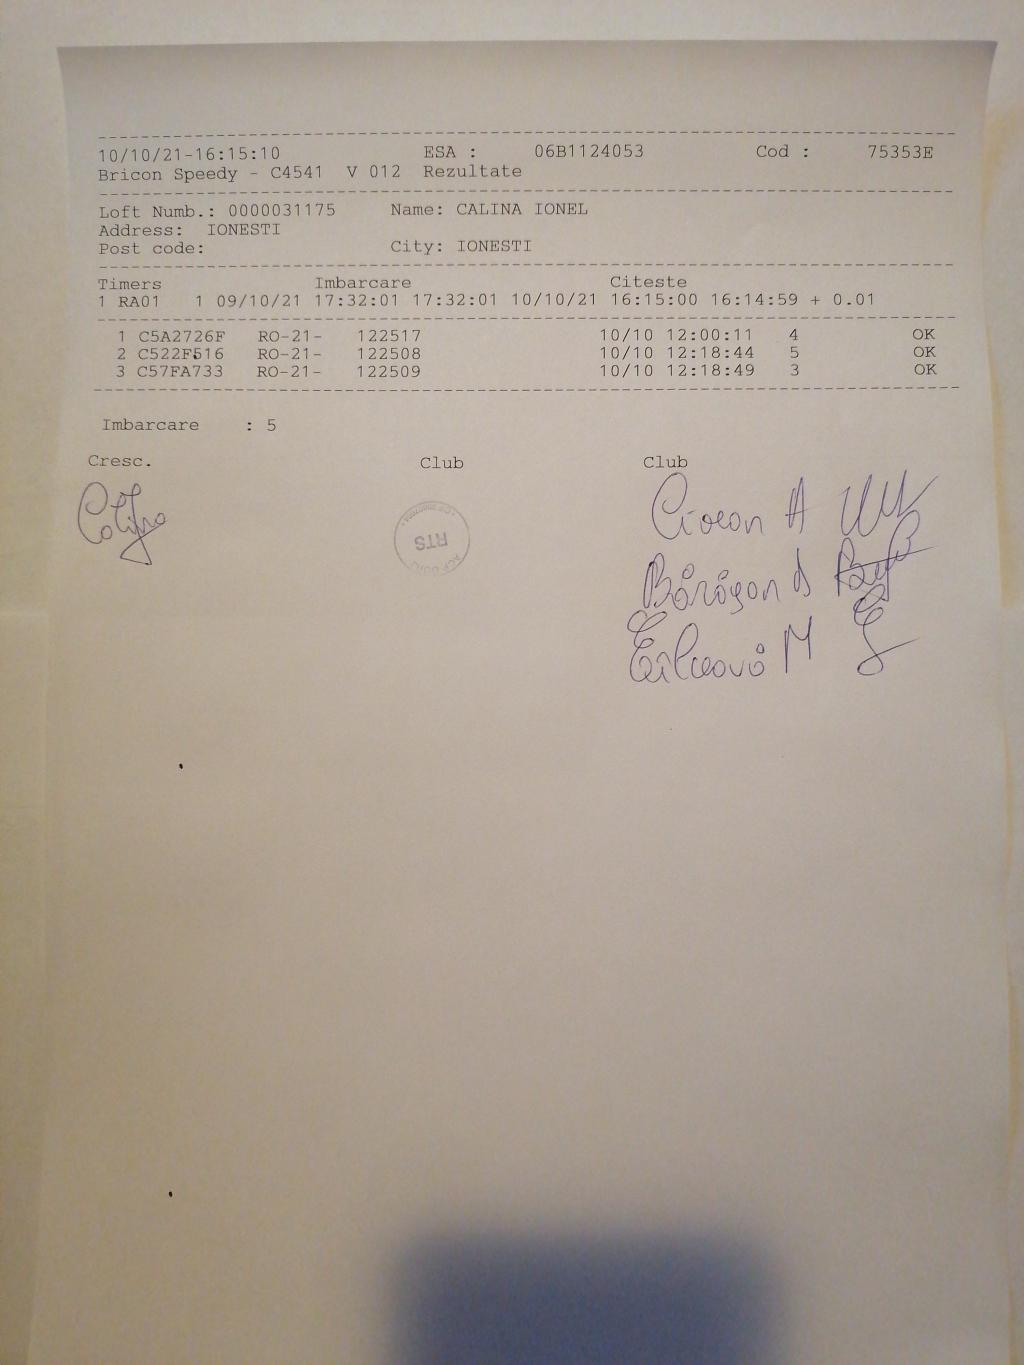 10/10/21-16:15:10 ESA : 06B1124053 Cod : 75353E
Bricon Speedy - C4541 V 012 Rezultate
Loft Numb.: 0000031175 Name: CALINA IONEL
Address: IONESTI
Post code: City: IONESTI
Timers Imbarcare Citeste
1 RA01 1 09/10/21 17:32:01 17:32:01 10/10/21 16:15:00 16:14:59 + 0.01
1 C5A2726F RO-21- 122517 10/10 12:00:11 4 OK
2 C522F516 RO-21- 122508 10/10 12:18:44 5 OK
3 C57FA733 RO-21- 122509 10/10 12:18:49 3 OK
Imbarcare : 5
Cresc. Club Club
RTS